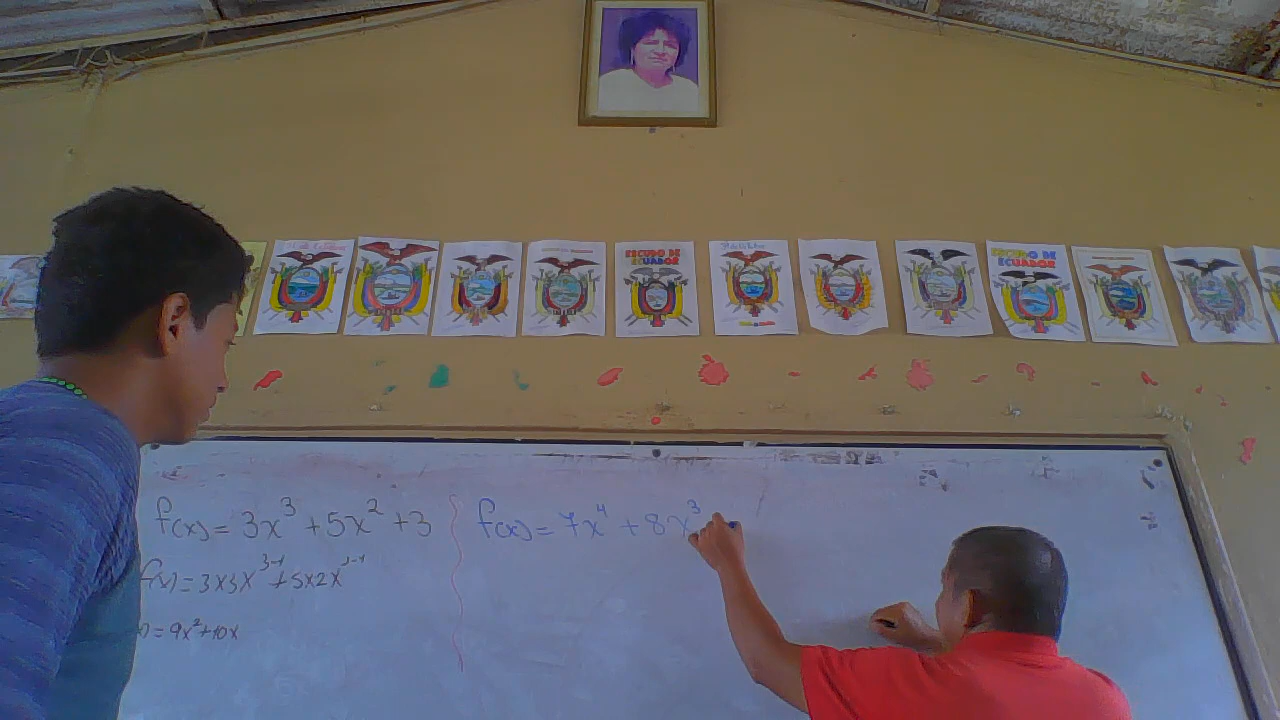 ESCUDO DE
ECUADOR
ESCUDO DE
ECUADOR
f(x) = 3x³ + 5x² + 3
f(x) = 3x3x³⁻¹ + 5x2x²⁻¹
) = 9x² + 10x
f(x) = 7x⁴ + 8x³